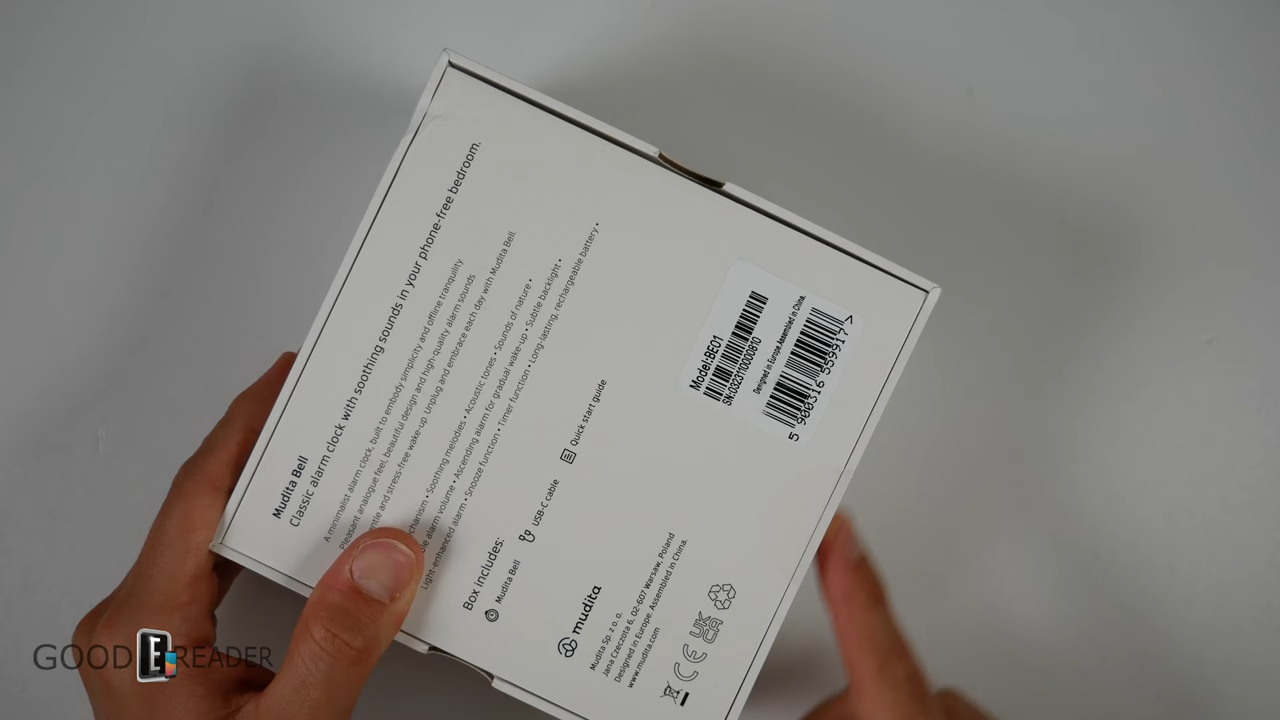 Mudita Bell
Classic alarm clock with soothing sounds in your phone-free bedroom.
A minimalist alarm clock, built to embody simplicity and offline tranquility
Pleasant analogue feel, beautiful design and high-quality alarm sounds
and stress-free wake-up. Unplug and embrace each day with Mudita Bell.
• Soothing melodies • Acoustic tones • Sounds of nature •
alarm volume • Ascending alarm for gradual wake-up • Subtle backlight •
Light-enhanced alarm • Snooze function • Timer function • Long-lasting, rechargeable battery •
Box includes:
Mudita Bell
USB-C cable
Quick start guide
mudita
Mudita Sp. z o. o.
Jana Czeczota 6, 02-607 Warsaw, Poland
Designed in Europe. Assembled in China.
www.mudita.com
CE
UK
CA
Model:BE01
SN:0323110000810
Designed in Europe.Assembled in China.
5 900316 559917 >
GOOD E READER